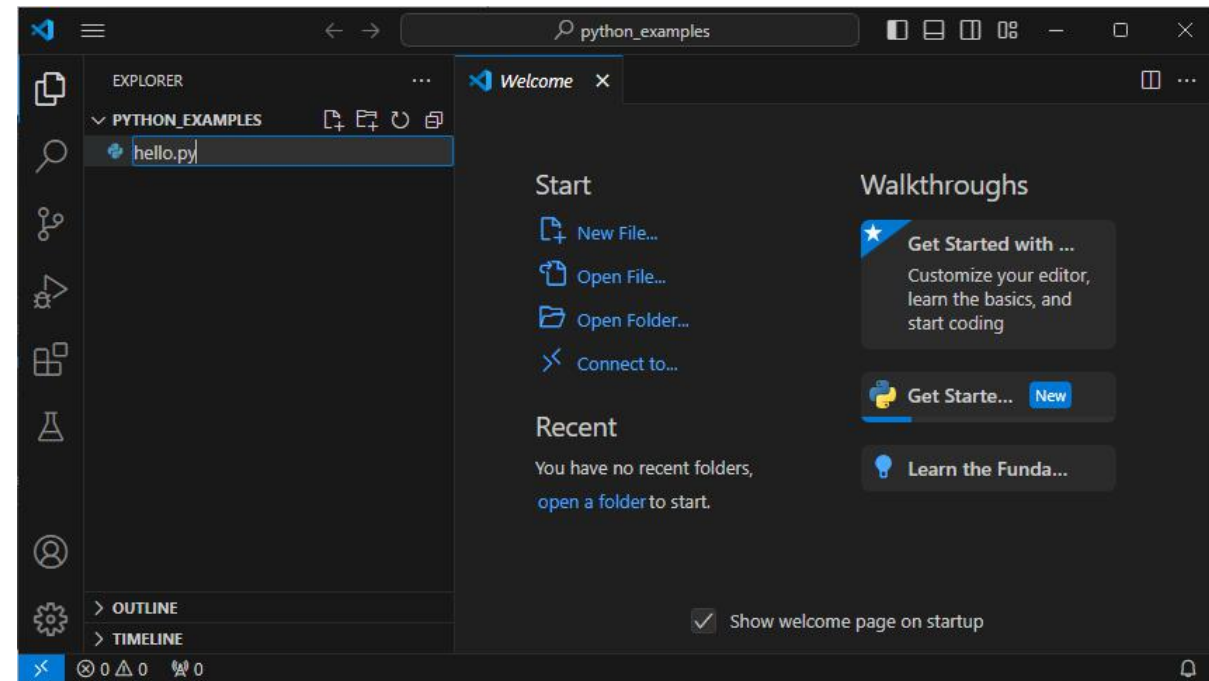 python_examples
EXPLORER
Welcome
PYTHON_EXAMPLES
hello.py
Start
New File...
Open File...
Open Folder...
Connect to...
Recent
You have no recent folders,
open a folder to start.
Walkthroughs
Get Started with ...
Customize your editor,
learn the basics, and
start coding
Get Starte... New
Learn the Funda...
OUTLINE
TIMELINE
Show welcome page on startup
0 0 0